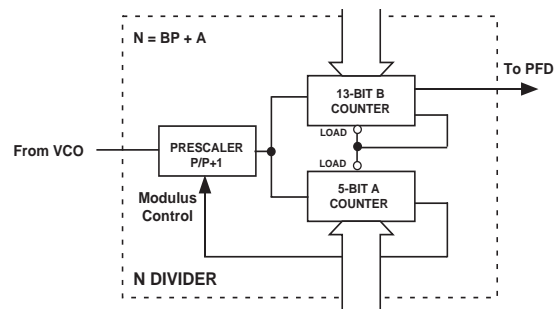 N = BP + A
To PFD
13-BIT B
COUNTER
LOAD
From VCO
PRESCALER
P/P+1
LOAD
Modulus
Control
5-BIT A
COUNTER
N DIVIDER